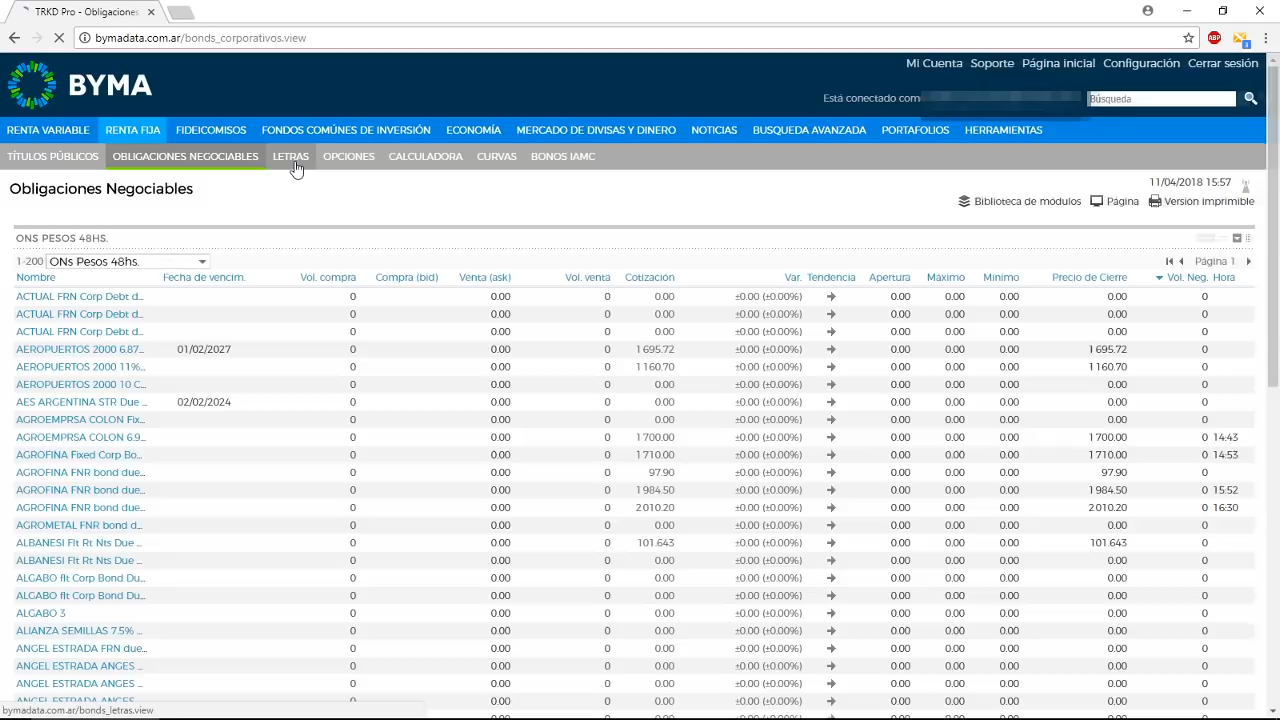 TRKD Pro - Obligaciones
bymadata.com.ar/bonds_corporativos.view
ABP
BYMA
Mi Cuenta Soporte Página inicial Configuración Cerrar sesión
Está conectado com
Búsqueda
RENTA VARIABLE RENTA FIJA FIDEICOMISOS FONDOS COMÚNES DE INVERSIÓN ECONOMÍA MERCADO DE DIVISAS Y DINERO NOTICIAS BUSQUEDA AVANZADA PORTAFOLIOS HERRAMIENTAS
TÍTULOS PÚBLICOS OBLIGACIONES NEGOCIABLES LETRAS OPCIONES CALCULADORA CURVAS BONOS IAMC
11/04/2018 15:57
Obligaciones Negociables
Biblioteca de módulos Página Versión imprimible
ONS PESOS 48HS.
1-200 ONs Pesos 48hs. Página 1
Nombre Fecha de vencim. Vol. compra Compra (bid) Venta (ask) Vol. venta Cotización Var. Tendencia Apertura Máximo Mínimo Precio de Cierre Vol. Neg. Hora
ACTUAL FRN Corp Debt d... 0 0.00 0 0.00 ±0.00 (±0.00%) 0.00 0.00 0.00 0.00 0
ACTUAL FRN Corp Debt d... 0 0.00 0 0.00 ±0.00 (±0.00%) 0.00 0.00 0.00 0.00 0
ACTUAL FRN Corp Debt d... 0 0.00 0 0.00 ±0.00 (±0.00%) 0.00 0.00 0.00 0.00 0
AEROPUERTOS 2000 6.87... 01/02/2027 0 0.00 0 1 695.72 ±0.00 (±0.00%) 0.00 0.00 0.00 1 695.72 0
AEROPUERTOS 2000 11%... 0 0.00 0 1 160.70 ±0.00 (±0.00%) 0.00 0.00 0.00 1 160.70 0
AEROPUERTOS 2000 10 C... 0 0.00 0 0.00 ±0.00 (±0.00%) 0.00 0.00 0.00 0.00 0
AES ARGENTINA STR Due ... 02/02/2024 0 0.00 0 0.00 ±0.00 (±0.00%) 0.00 0.00 0.00 0.00 0
AGROEMPRSA COLON Fix... 0 0.00 0 0.00 ±0.00 (±0.00%) 0.00 0.00 0.00 0.00 0
AGROEMPRSA COLON 6.9... 0 0.00 0 1 700.00 ±0.00 (±0.00%) 0.00 0.00 0.00 1 700.00 0 14:43
AGROFINA Fixed Corp Bo... 0 0.00 0 1 710.00 ±0.00 (±0.00%) 0.00 0.00 0.00 1 710.00 0 14:53
AGROFINA FNR bond due... 0 0.00 0 97.90 ±0.00 (±0.00%) 0.00 0.00 0.00 97.90 0
AGROFINA FNR bond due... 0 0.00 0 1 984.50 ±0.00 (±0.00%) 0.00 0.00 0.00 1 984.50 0 15:52
AGROFINA FNR bond due... 0 0.00 0 2 010.20 ±0.00 (±0.00%) 0.00 0.00 0.00 2 010.20 0 16:30
AGROMETAL FNR bond d... 0 0.00 0 0.00 ±0.00 (±0.00%) 0.00 0.00 0.00 0.00 0
ALBANESI Flt Rt Nts Due ... 0 0.00 0 101.643 ±0.00 (±0.00%) 0.00 0.00 0.00 101.643 0
ALBANESI Flt Rt Nts Due ... 0 0.00 0 0.00 ±0.00 (±0.00%) 0.00 0.00 0.00 0.00 0
ALGABO flt Corp Bond Du... 0 0.00 0 0.00 ±0.00 (±0.00%) 0.00 0.00 0.00 0.00 0
ALGABO flt Corp Bond Du... 0 0.00 0 0.00 ±0.00 (±0.00%) 0.00 0.00 0.00 0.00 0
ALGABO 3 0 0.00 0 0.00 ±0.00 (±0.00%) 0.00 0.00 0.00 0.00 0
ALIANZA SEMILLAS 7.5% ... 0 0.00 0 0.00 ±0.00 (±0.00%) 0.00 0.00 0.00 0.00 0
ANGEL ESTRADA FRN due... 0 0.00 0 0.00 ±0.00 (±0.00%) 0.00 0.00 0.00 0.00 0
ANGEL ESTRADA ANGES ... 0 0.00 0 0.00 ±0.00 (±0.00%) 0.00 0.00 0.00 0.00 0
ANGEL ESTRADA ANGES ... 0 0.00 0 0.00 ±0.00 (±0.00%) 0.00 0.00 0.00 0.00 0
ANGEL ESTRADA ANGES ... 0 0.00 0 0.00 ±0.00 (±0.00%) 0.00 0.00 0.00 0.00 0
bymadata.com.ar/bonds_letras.view